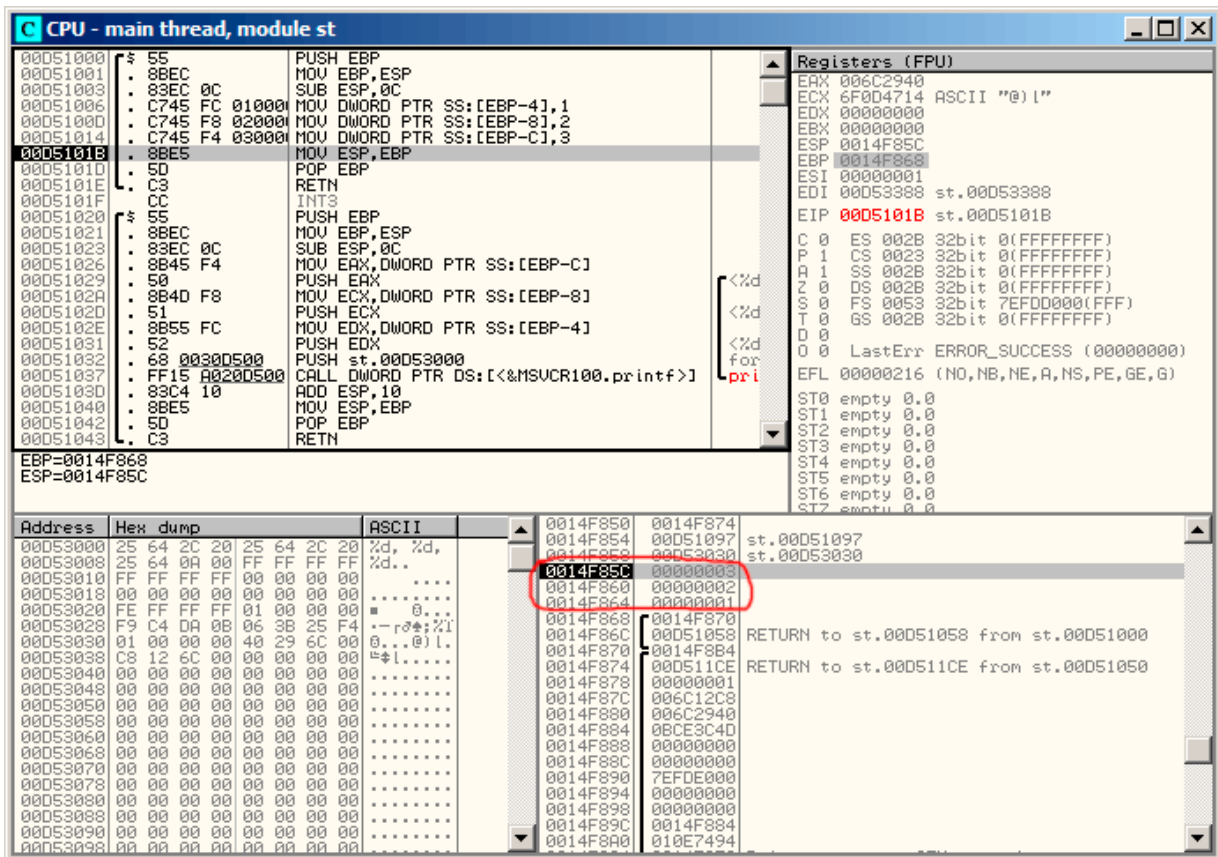 CPU - main thread, module st
00D51000 $ 55 PUSH EBP
00D51001 . 8BEC MOV EBP,ESP
00D51003 . 83EC 0C SUB ESP,0C
00D51006 . C745 FC 01000 MOV DWORD PTR SS:[EBP-4],1
00D5100D . C745 F8 02000 MOV DWORD PTR SS:[EBP-8],2
00D51014 . C745 F4 03000 MOV DWORD PTR SS:[EBP-C],3
00D5101B . 8BE5 MOV ESP,EBP
00D5101D . 5D POP EBP
00D5101E . C3 RETN
00D5101F CC INT3
00D51020 $ 55 PUSH EBP
00D51021 . 8BEC MOV EBP,ESP
00D51023 . 83EC 0C SUB ESP,0C
00D51026 . 8B45 F4 MOV EAX,DWORD PTR SS:[EBP-C]
00D51029 . 50 PUSH EAX <%d
00D5102A . 8B4D F8 MOV ECX,DWORD PTR SS:[EBP-8]
00D5102D . 51 PUSH ECX <%d
00D5102E . 8B55 FC MOV EDX,DWORD PTR SS:[EBP-4]
00D51031 . 52 PUSH EDX <%d
00D51032 . 68 0030D500 PUSH st.00D53000 for
00D51037 . FF15 A020D500 CALL DWORD PTR DS:[<&MSVCR100.printf>] pri
00D5103D . 83C4 10 ADD ESP,10
00D51040 . 8BE5 MOV ESP,EBP
00D51042 . 5D POP EBP
00D51043 . C3 RETN
EBP=0014F868
ESP=0014F85C
Registers (FPU)
EAX 006C2940
ECX 6F0D4714 ASCII "@)l"
EDX 00000000
EBX 00000000
ESP 0014F85C
EBP 0014F868
ESI 00000001
EDI 00D53388 st.00D53388
EIP 00D5101B st.00D5101B
C 0 ES 002B 32bit 0(FFFFFFFF)
P 1 CS 0023 32bit 0(FFFFFFFF)
A 1 SS 002B 32bit 0(FFFFFFFF)
Z 0 DS 002B 32bit 0(FFFFFFFF)
S 0 FS 0053 32bit 7EFDD000(FFF)
T 0 GS 002B 32bit 0(FFFFFFFF)
D 0
O 0 LastErr ERROR_SUCCESS (00000000)
EFL 00000216 (NO,NB,NE,A,NS,PE,GE,G)
ST0 empty 0.0
ST1 empty 0.0
ST2 empty 0.0
ST3 empty 0.0
ST4 empty 0.0
ST5 empty 0.0
ST6 empty 0.0
ST7 empty 0.0
Address Hex dump ASCII
00D53000 25 64 2C 20 25 64 2C 20 %d, %d,
00D53008 25 64 0A 00 FF FF FF FF %d..
00D53010 FF FF FF FF 00 00 00 00 ....
00D53018 00 00 00 00 00 00 00 00 ........
00D53020 FE FF FF FF 01 00 00 00
00D53028 F9 C4 DA 0B 06 3B 25 F4
00D53030 01 00 00 00 40 29 6C 00
00D53038 C8 12 6C 00 00 00 00 00
00D53040 00 00 00 00 00 00 00 00 ........
00D53048 00 00 00 00 00 00 00 00 ........
00D53050 00 00 00 00 00 00 00 00 ........
00D53058 00 00 00 00 00 00 00 00 ........
00D53060 00 00 00 00 00 00 00 00 ........
00D53068 00 00 00 00 00 00 00 00 ........
00D53070 00 00 00 00 00 00 00 00 ........
00D53078 00 00 00 00 00 00 00 00 ........
00D53080 00 00 00 00 00 00 00 00 ........
00D53088 00 00 00 00 00 00 00 00 ........
00D53090 00 00 00 00 00 00 00 00 ........
00D53098 00 00 00 00 00 00 00 00 ........
0014F850 0014F874
0014F854 00D51097 st.00D51097
0014F858 00D53030 st.00D53030
0014F85C 00000003
0014F860 00000002
0014F864 00000001
0014F868 0014F870
0014F86C 00D51058 RETURN to st.00D51058 from st.00D51000
0014F870 0014F8B4
0014F874 00D511CE RETURN to st.00D511CE from st.00D51050
0014F878 00000001
0014F87C 006C12C8
0014F880 006C2940
0014F884 0BCE3C4D
0014F888 00000000
0014F88C 00000000
0014F890 7EFDE000
0014F894 00000000
0014F898 00000000
0014F89C 0014F884
0014F8A0 010E7494